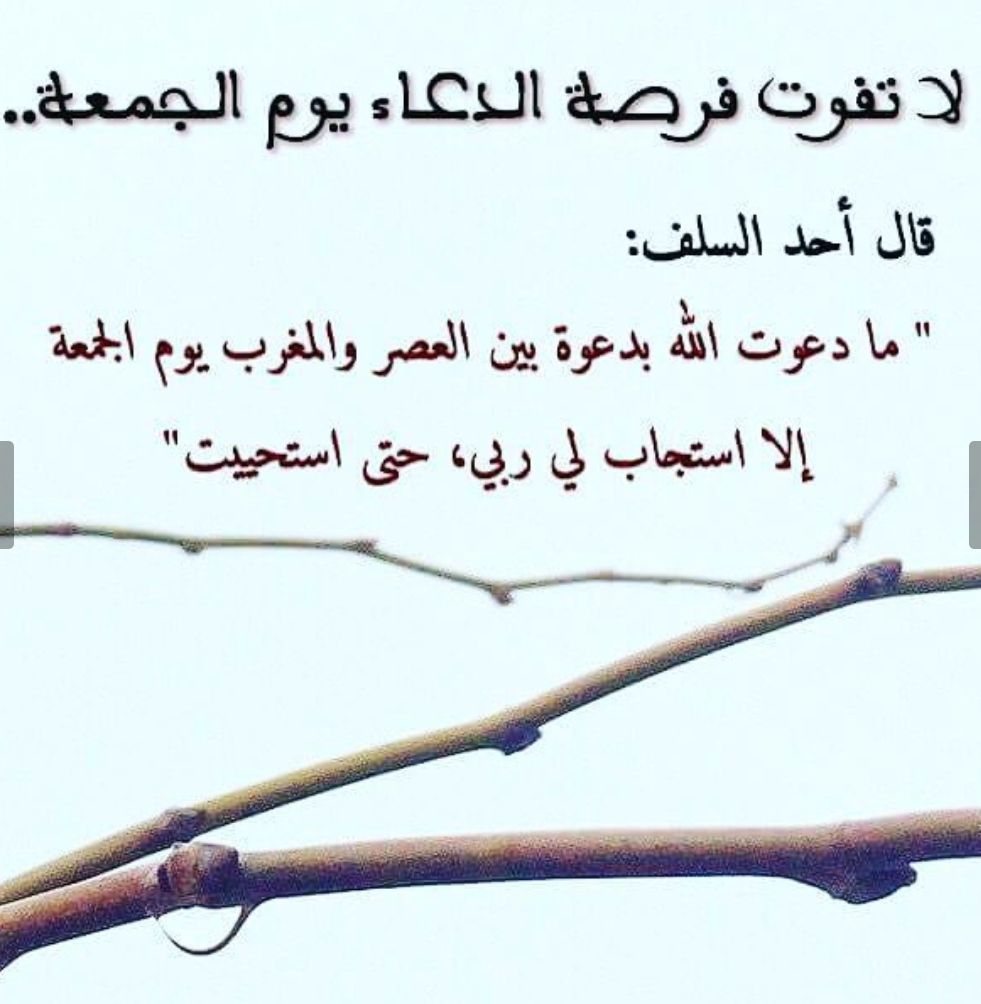 لا تفوت فرصة الدعاء يوم الجمعة..
قال أحد السلف:
" ما دعوت الله بدعوة بين العصر والمغرب يوم الجمعة
إلا استجاب لي ربي، حتى استحييت"